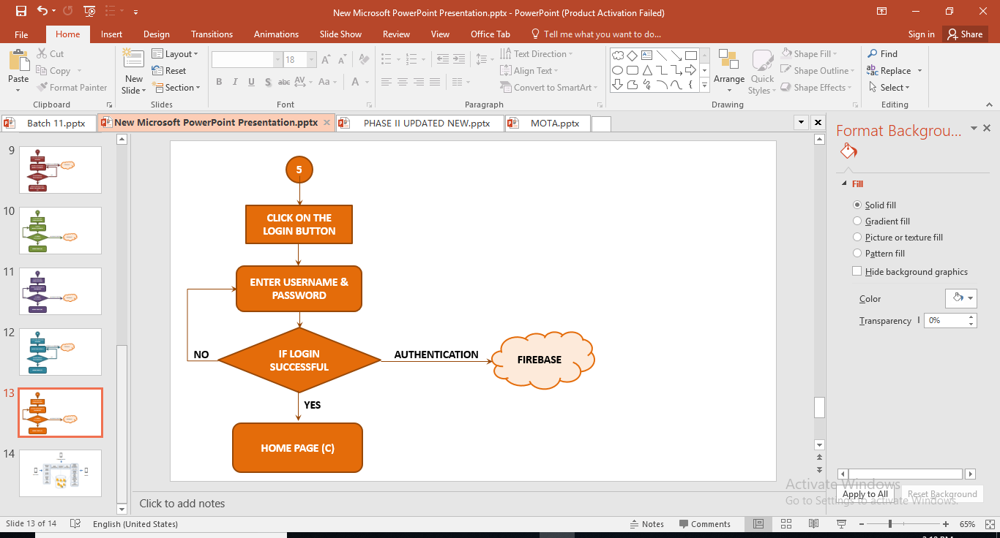 New Microsoft PowerPoint Presentation.pptx - PowerPoint (Product Activation Failed)
File Home Insert Design Transitions Animations Slide Show Review View Office Tab Tell me what you want to do... Sign in Share
Paste
Cut
Copy
Format Painter
Clipboard
New
Slide
Layout
Reset
Section
Slides
18
B I U S abc AV Aa A
Font
Text Direction
Align Text
Convert to SmartArt
Paragraph
Arrange
Quick
Styles
Shape Fill
Shape Outline
Shape Effects
Drawing
Find
Replace
Select
Editing
Batch 11.pptx New Microsoft PowerPoint Presentation.pptx PHASE II UPDATED NEW.pptx MOTA.pptx
9
10
11
12
13
14
5
CLICK ON THE
LOGIN BUTTON
ENTER USERNAME &
PASSWORD
IF LOGIN
SUCCESSFUL
NO
AUTHENTICATION
FIREBASE
YES
HOME PAGE (C)
Click to add notes
Format Backgrou...
Fill
Solid fill
Gradient fill
Picture or texture fill
Pattern fill
Hide background graphics
Color
Transparency 0%
Activate Windows
Go to Settings to activate Windows.
Apply to All Reset Background
Slide 13 of 14 English (United States) Notes Comments 65%